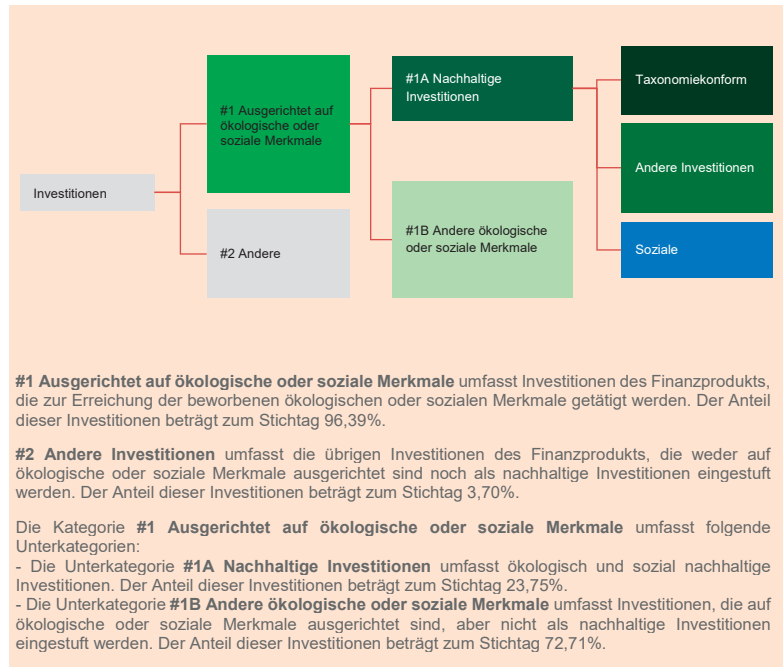 Investitionen
#1 Ausgerichtet auf
ökologische oder
soziale Merkmale
#2 Andere
#1A Nachhaltige
Investitionen
#1B Andere ökologische
oder soziale Merkmale
Taxonomiekonform
Andere Investitionen
Soziale
#1 Ausgerichtet auf ökologische oder soziale Merkmale umfasst Investitionen des Finanzprodukts,
die zur Erreichung der beworbenen ökologischen oder sozialen Merkmale getätigt werden. Der Anteil
dieser Investitionen beträgt zum Stichtag 96,39%.
#2 Andere Investitionen umfasst die übrigen Investitionen des Finanzprodukts, die weder auf
ökologische oder soziale Merkmale ausgerichtet sind noch als nachhaltige Investitionen eingestuft
werden. Der Anteil dieser Investitionen beträgt zum Stichtag 3,70%.
Die Kategorie #1 Ausgerichtet auf ökologische oder soziale Merkmale umfasst folgende
Unterkategorien:
- Die Unterkategorie #1A Nachhaltige Investitionen umfasst ökologisch und sozial nachhaltige
Investitionen. Der Anteil dieser Investitionen beträgt zum Stichtag 23,75%.
- Die Unterkategorie #1B Andere ökologische oder soziale Merkmale umfasst Investitionen, die auf
ökologische oder soziale Merkmale ausgerichtet sind, aber nicht als nachhaltige Investitionen
eingestuft werden. Der Anteil dieser Investitionen beträgt zum Stichtag 72,71%.